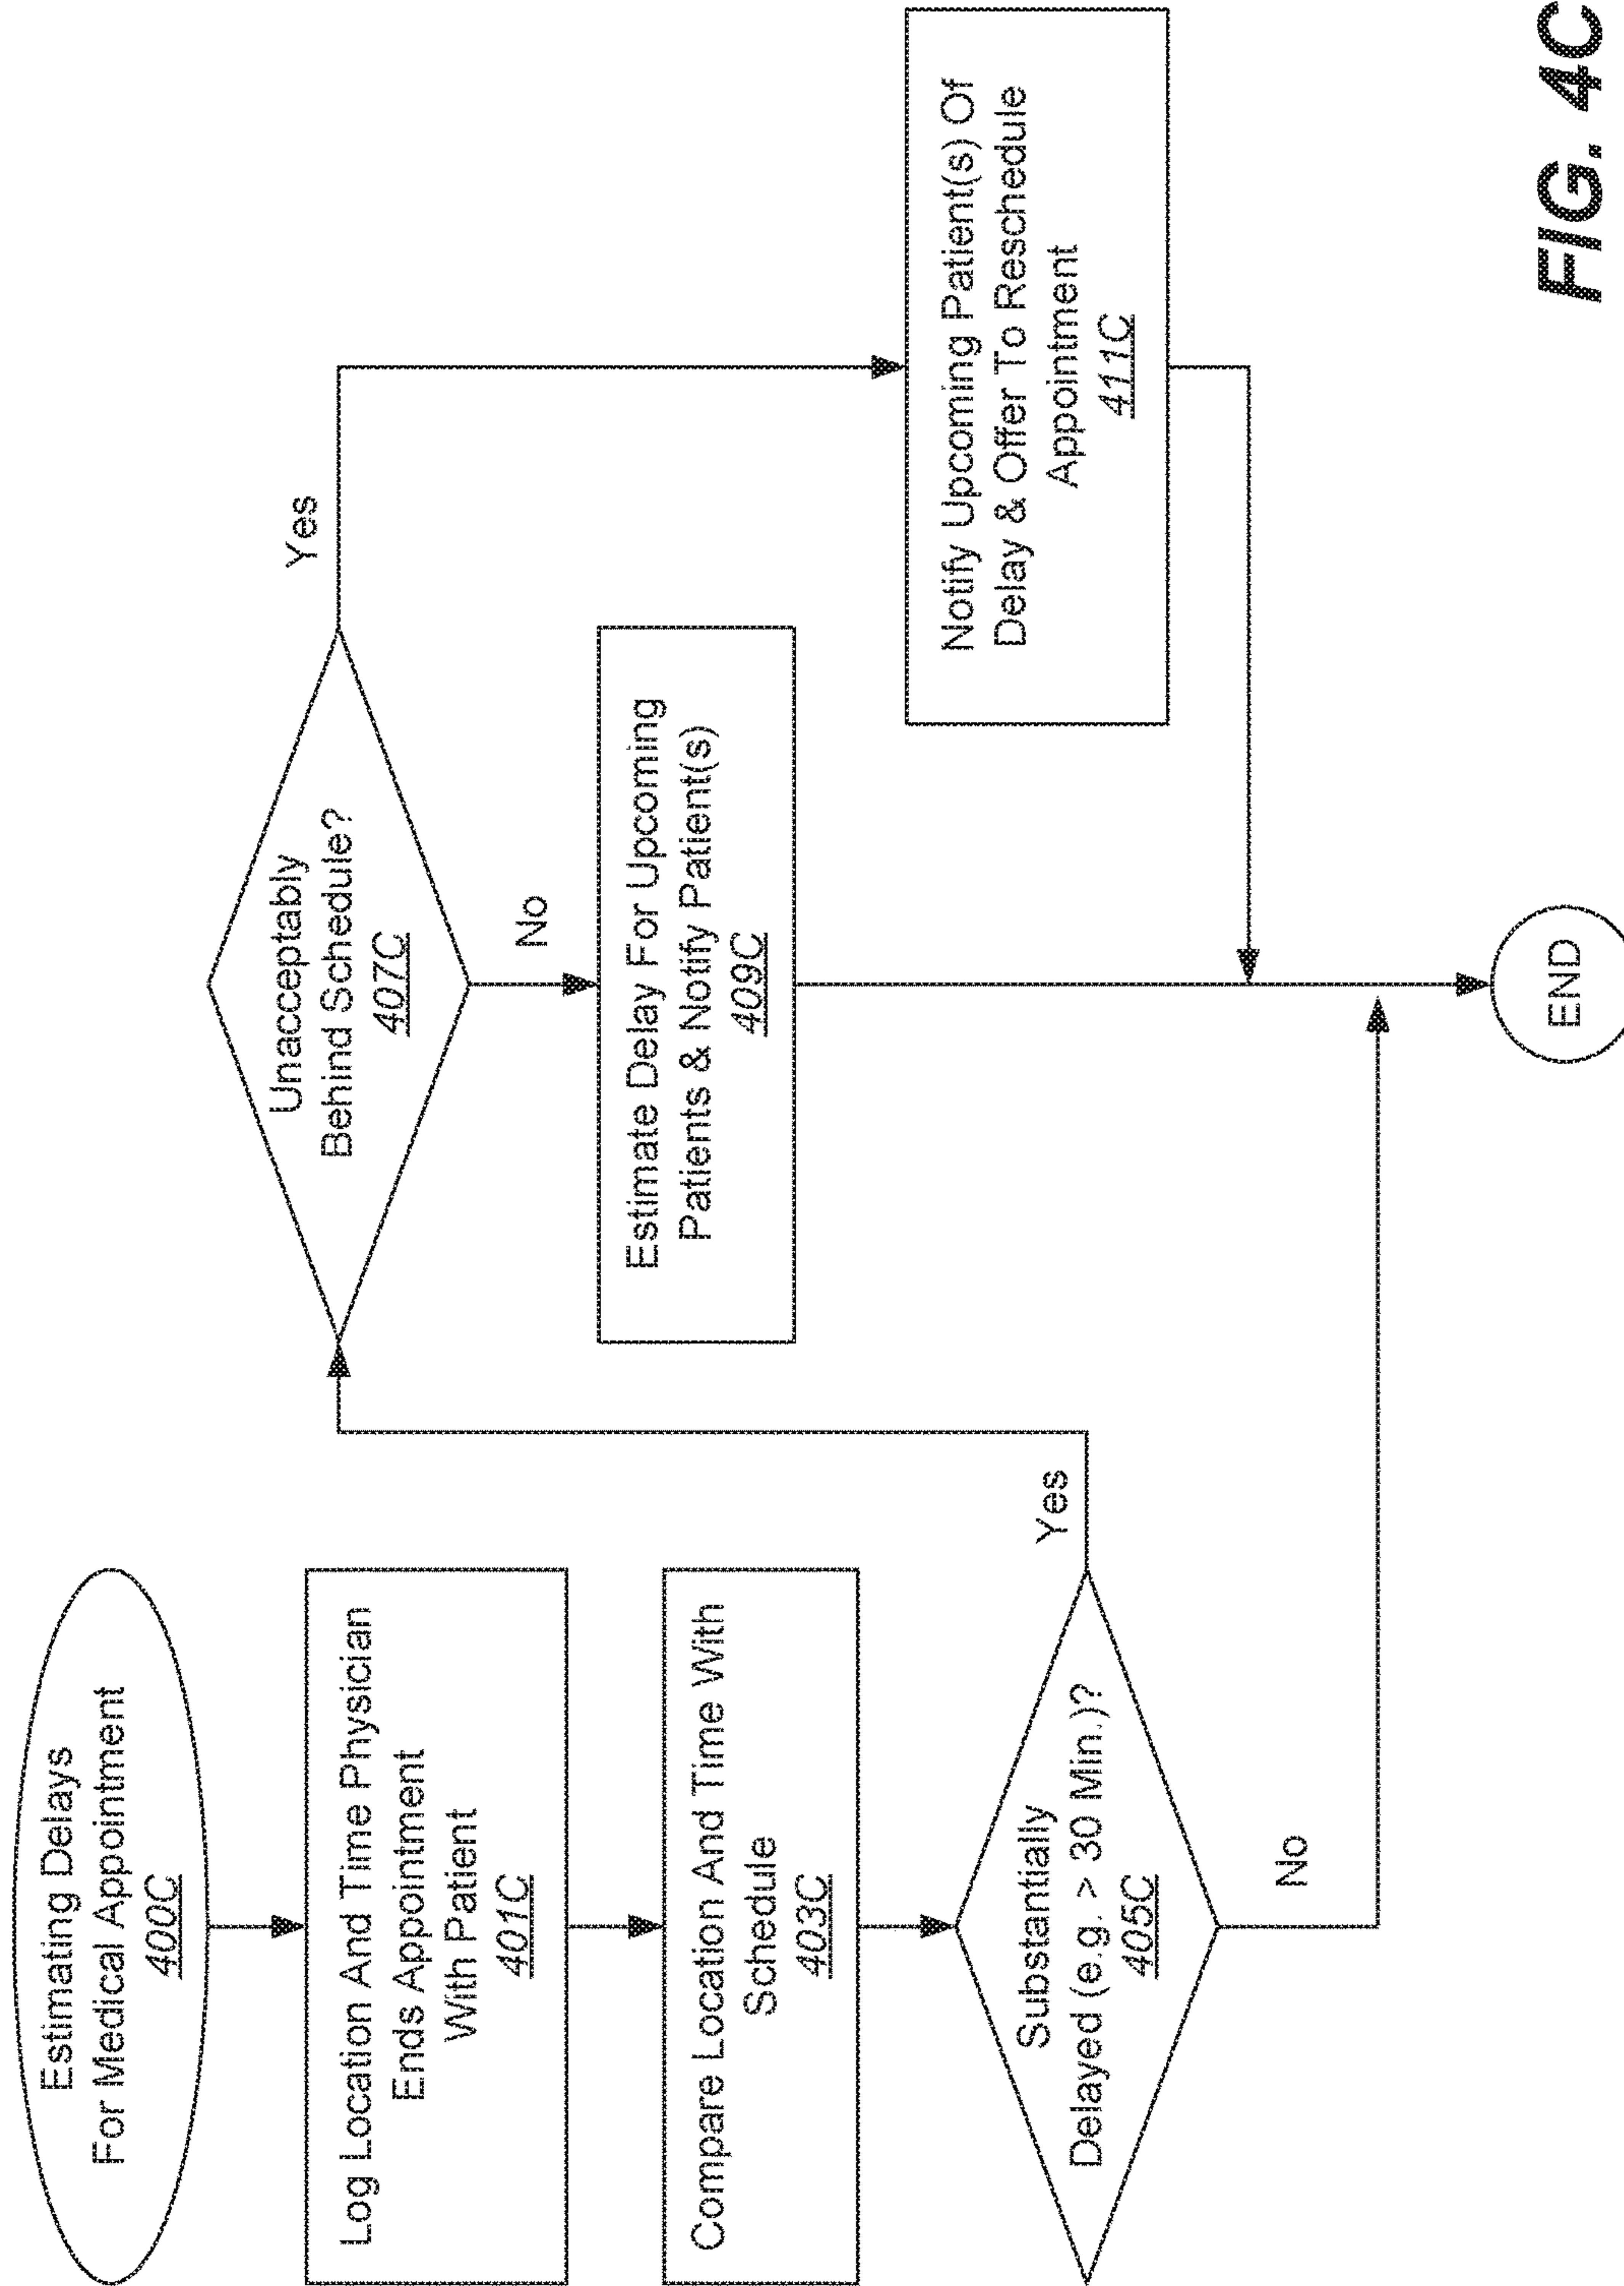 Estimating Delays
For Medical Appointment
400C
Log Location And Time Physician
Ends Appointment
With Patient
401C
Compare Location And Time With
Schedule
403C
Substantially
Delayed (e.g. > 30 Min.)?
405C
Yes
No
Unacceptably
Behind Schedule?
407C
Yes
No
Estimate Delay For Upcoming
Patients & Notify Patient(s)
409C
Notify Upcoming Patient(s) Of
Delay & Offer To Reschedule
Appointment
411C
END
FIG. 4C